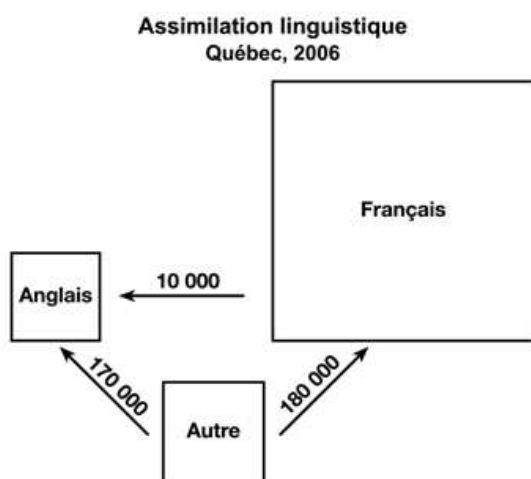 Assimilation linguistique
Québec, 2006
Français
10 000
Anglais
170 000
180 000
Autre